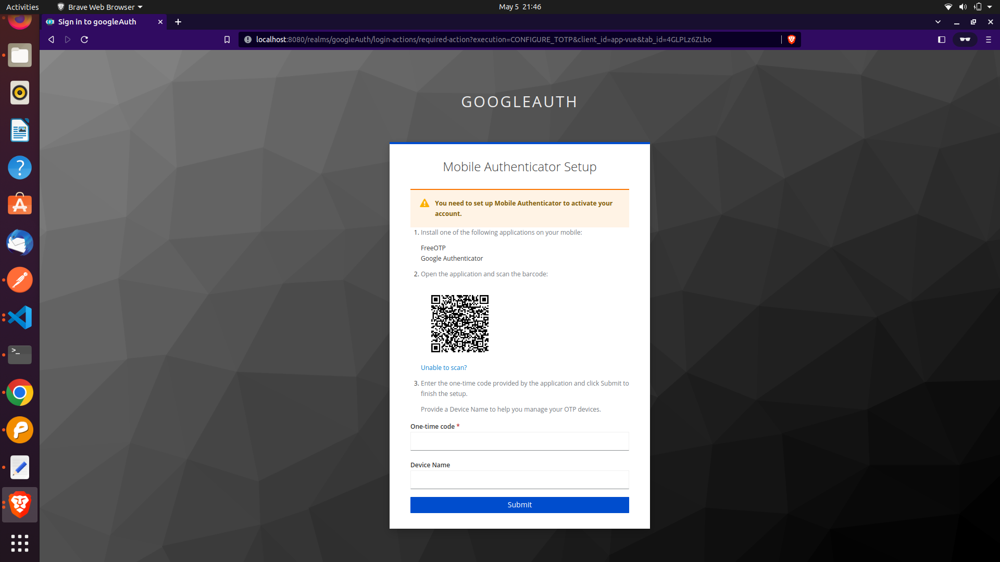 Activities
Brave Web Browser
May 5 21:46
Sign in to googleAuth
localhost:8080/realms/googleAuth/login-actions/required-action?execution=CONFIGURE_TOTP&client_id=app-vue&tab_id=4GLPLz6ZLbo
GOOGLEAUTH
Mobile Authenticator Setup
You need to set up Mobile Authenticator to activate your
account.
1. Install one of the following applications on your mobile:
FreeOTP
Google Authenticator
2. Open the application and scan the barcode:
Unable to scan?
3. Enter the one-time code provided by the application and click Submit to
finish the setup.
Provide a Device Name to help you manage your OTP devices.
One-time code *
Device Name
Submit